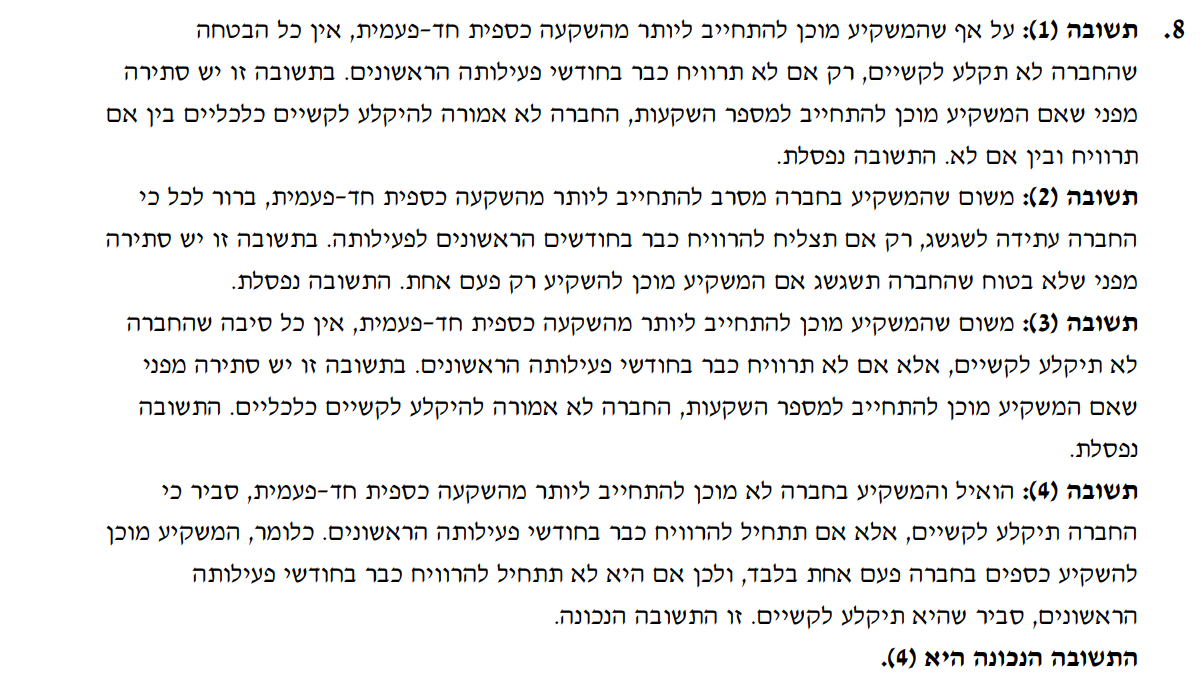 8. תשובה (1): על אף שהמשקיע מוכן להתחייב ליותר מהשקעה כספית חד-פעמית, אין כל הבטחה
שהחברה לא תקלע לקשיים, רק אם לא תרוויח כבר בחודשי פעילותה הראשונים. בתשובה זו יש סתירה
מפני שאם המשקיע מוכן להתחייב למספר השקעות, החברה לא אמורה להיקלע לקשיים כלכליים בין אם
תרוויח ובין אם לא. התשובה נפסלת.
תשובה (2): משום שהמשקיע בחברה מסרב להתחייב ליותר מהשקעה כספית חד-פעמית, ברור לכל כי
החברה עתידה לשגשג, רק אם תצליח להרוויח כבר בחודשים הראשונים לפעילותה. בתשובה זו יש סתירה
מפני שלא בטוח שהחברה תשגשג אם המשקיע מוכן להשקיע רק פעם אחת. התשובה נפסלת.
תשובה (3): משום שהמשקיע מוכן להתחייב ליותר מהשקעה כספית חד-פעמית, אין כל סיבה שהחברה
לא תיקלע לקשיים, אלא אם לא תרוויח כבר בחודשי פעילותה הראשונים. בתשובה זו יש סתירה מפני
שאם המשקיע מוכן להתחייב למספר השקעות, החברה לא אמורה להיקלע לקשיים כלכליים. התשובה
נפסלת.
תשובה (4): הואיל והמשקיע בחברה לא מוכן להתחייב ליותר מהשקעה כספית חד-פעמית, סביר כי
החברה תיקלע לקשיים, אלא אם תתחיל להרוויח כבר בחודשי פעילותה הראשונים. כלומר, המשקיע מוכן
להשקיע כספים בחברה פעם אחת בלבד, ולכן אם היא לא תתחיל להרוויח כבר בחודשי פעילותה
הראשונים, סביר שהיא תיקלע לקשיים. זו התשובה הנכונה.
התשובה הנכונה היא (4).